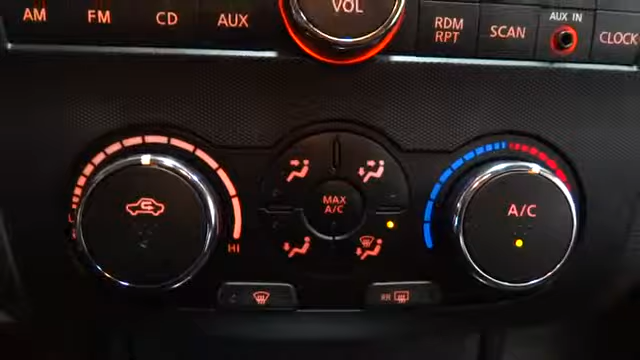 AM
FM
CD
AUX
VOL
RDM
RPT
SCAN
AUX IN
CLOCK
MAX
A/C
A/C
HI
RR